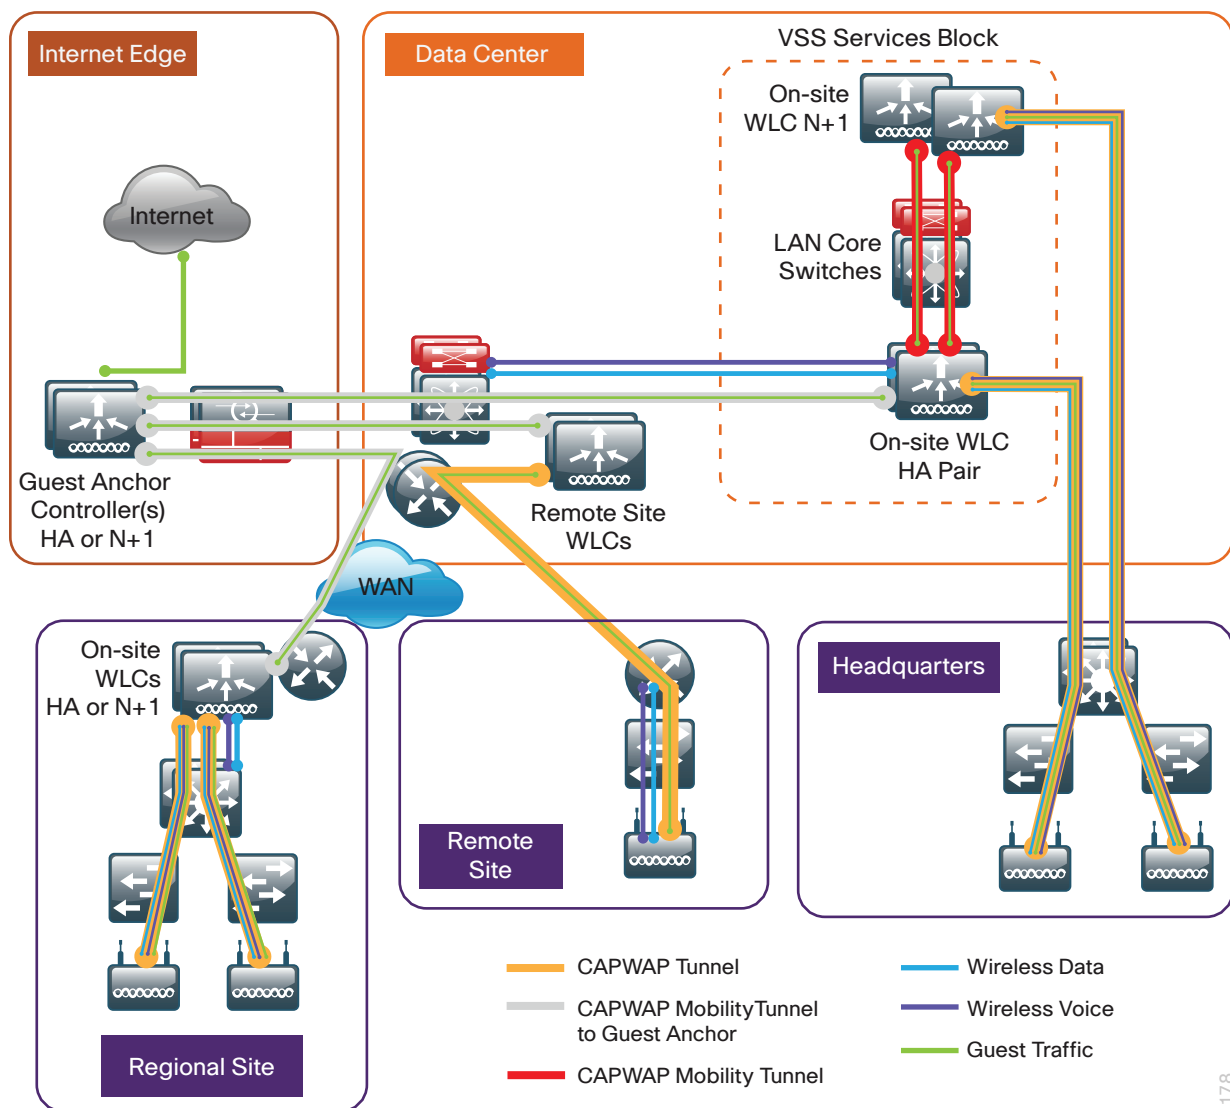 Internet Edge
Data Center
VSS Services Block
On-site
WLC N+1
Internet
LAN Core
Switches
On-site WLC
HA Pair
Guest Anchor
Controller(s)
HA or N+1
Remote Site
WLCs
WAN
On-site
WLCs
HA or N+1
Headquarters
Remote
Site
Regional Site
CAPWAP Tunnel
CAPWAP Mobility Tunnel
to Guest Anchor
CAPWAP Mobility Tunnel
Wireless Data
Wireless Voice
Guest Traffic
178